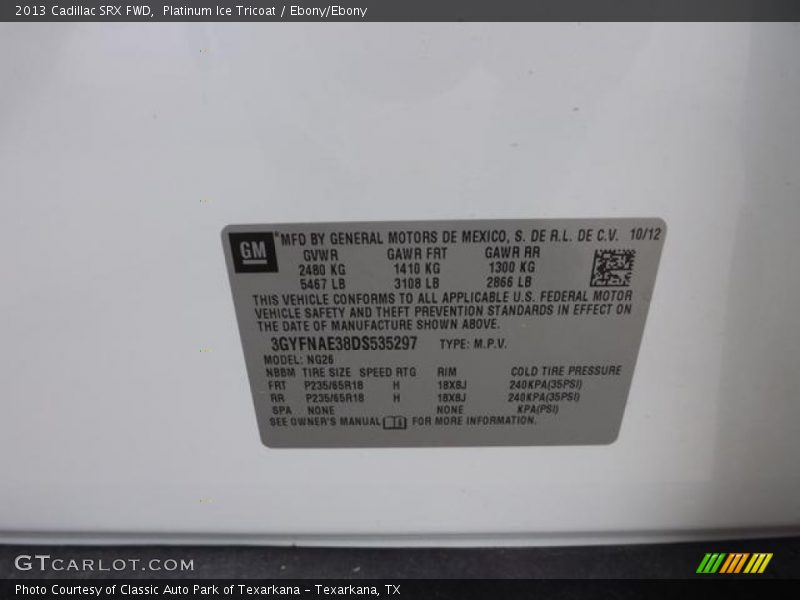 2013 Cadillac SRX FWD,  Platinum Ice Tricoat / Ebony/Ebony
GM
® MFD BY GENERAL MOTORS DE MEXICO, S. DE R.L. DE C.V. 10/12
GVWR GAWR FRT GAWR RR
2480 KG 1410 KG 1300 KG
5467 LB 3108 LB 2866 LB
THIS VEHICLE CONFORMS TO ALL APPLICABLE U.S. FEDERAL MOTOR
VEHICLE SAFETY AND THEFT PREVENTION STANDARDS IN EFFECT ON
THE DATE OF MANUFACTURE SHOWN ABOVE.
3GYFNAE38DS535297 TYPE: M.P.V.
MODEL: NG26
NBBM TIRE SIZE SPEED RTG RIM COLD TIRE PRESSURE
FRT P235/65R18 H 18X8J 240KPA(35PSI)
RR P235/65R18 H 18X8J 240KPA(35PSI)
SPA NONE NONE KPA(PSI)
SEE OWNER'S MANUAL FOR MORE INFORMATION.
GTCARLOT.COM
Photo Courtesy of Classic Auto Park of Texarkana - Texarkana, TX